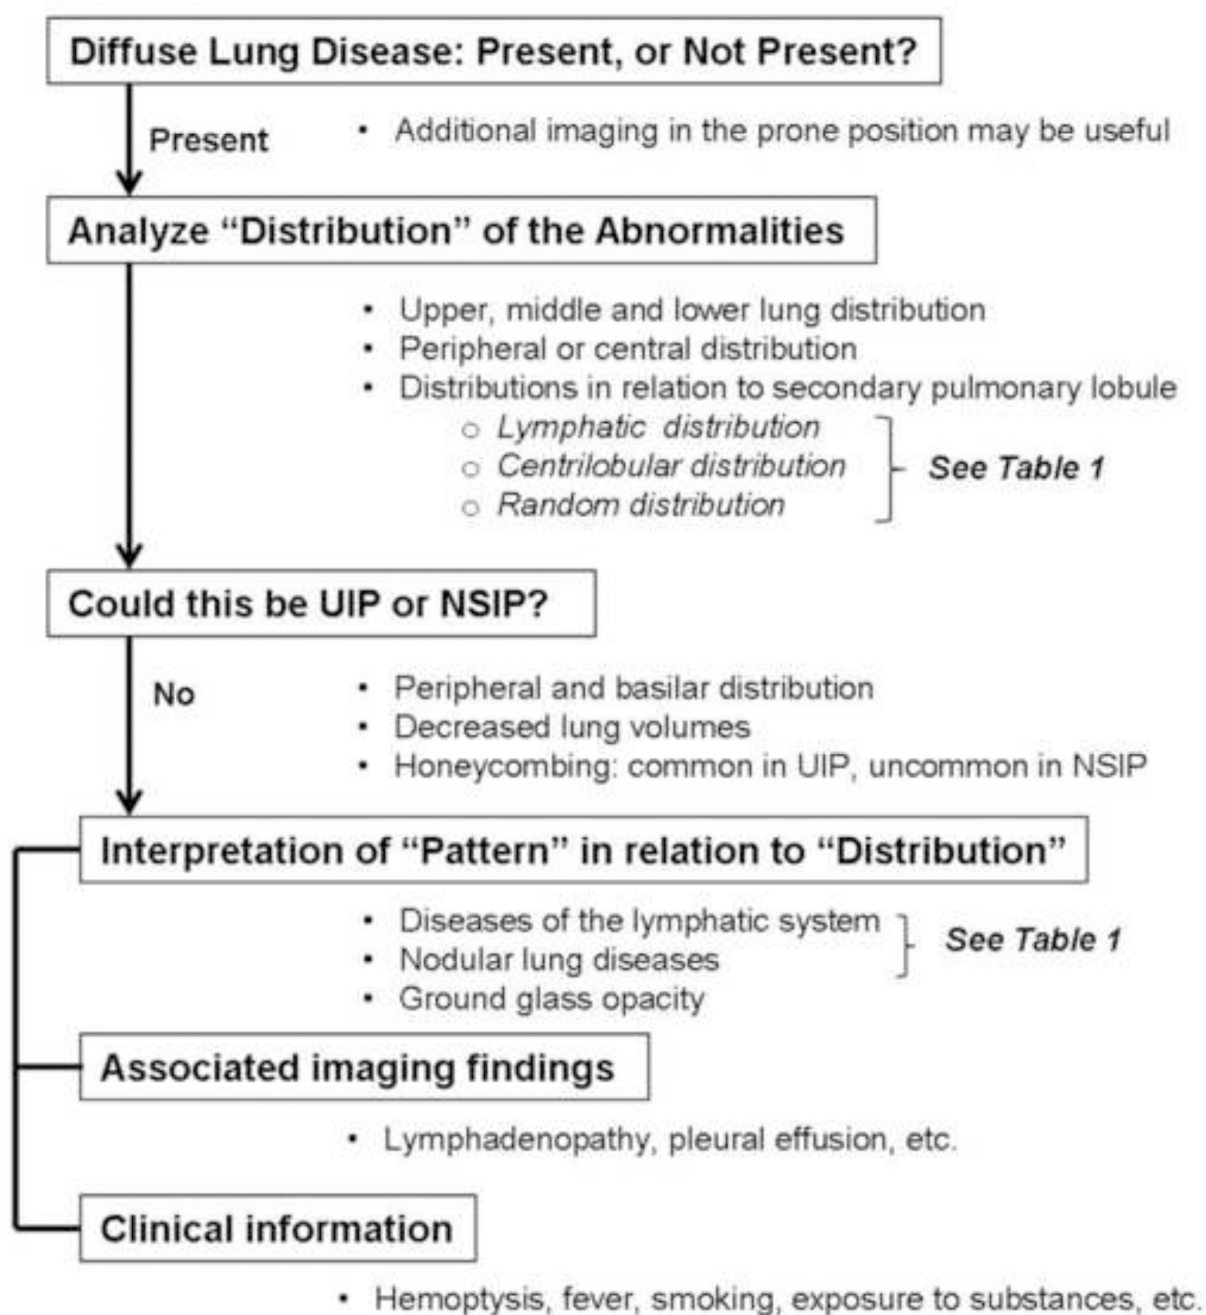 Diffuse Lung Disease: Present, or Not Present?
Present
• Additional imaging in the prone position may be useful
Analyze “Distribution” of the Abnormalities
• Upper, middle and lower lung distribution
• Peripheral or central distribution
• Distributions in relation to secondary pulmonary lobule
o Lymphatic distribution
o Centrilobular distribution
o Random distribution
See Table 1
Could this be UIP or NSIP?
No
• Peripheral and basilar distribution
• Decreased lung volumes
• Honeycombing: common in UIP, uncommon in NSIP
Interpretation of “Pattern” in relation to “Distribution”
• Diseases of the lymphatic system
• Nodular lung diseases
See Table 1
• Ground glass opacity
Associated imaging findings
• Lymphadenopathy, pleural effusion, etc.
Clinical information
• Hemoptysis, fever, smoking, exposure to substances, etc.